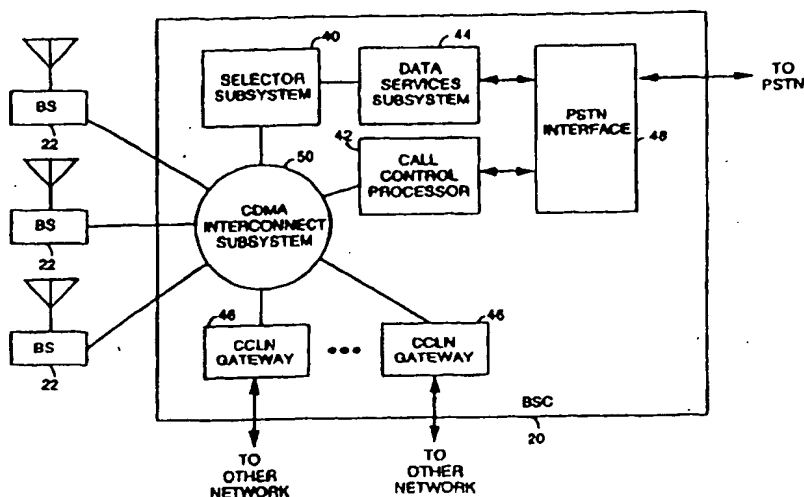 40
44
SELECTOR
SUBSYSTEM
DATA
SERVICES
SUBSYSTEM
TO
PSTN
PSTN
INTERFACE
48
BS
22
50
42
CALL
CONTROL
PROCESSOR
CDMA
INTERCONNECT
SUBSYSTEM
BS
22
BS
22
46
CCLN
GATEWAY
•••
46
CCLN
GATEWAY
BSC
20
TO
OTHER
NETWORK
TO
OTHER
NETWORK